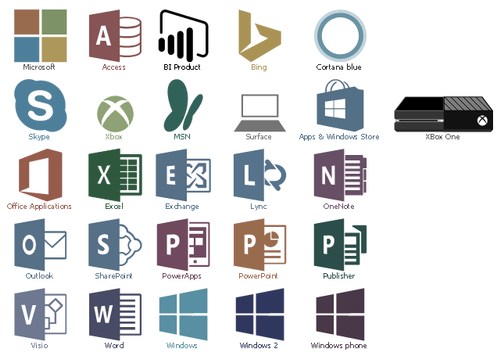 Microsoft
A
Access
BI Product
Bing
Cortana blue
S
Skype
Xbox
MSN
Surface
Apps & Windows Store
XBox One
Office Applications
X
Excel
E
Exchange
L
Lync
N
OneNote
O
Outlook
S
SharePoint
P
PowerApps
P
PowerPoint
P
Publisher
V
Visio
W
Word
Windows
Windows 2
Windows phone